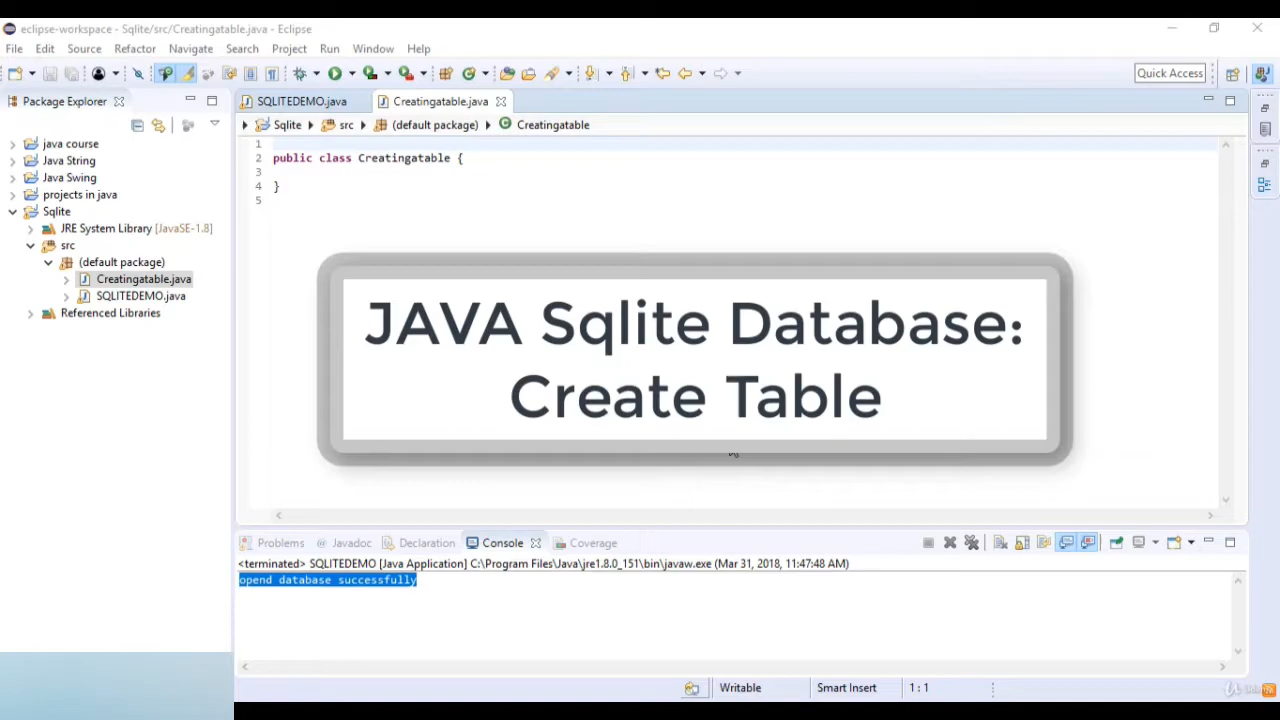 eclipse-workspace - Sqlite/src/Creatingatable.java - Eclipse
File Edit Source Refactor Navigate Search Project Run Window Help
Quick Access
Package Explorer
SQLITEDEMO.java
Creatingatable.java
Sqlite src (default package) Creatingatable
java course
Java String
Java Swing
projects in java
Sqlite
JRE System Library [JavaSE-1.8]
src
(default package)
Creatingatable.java
SQLITEDEMO.java
Referenced Libraries
1
2 public class Creatingatable {
3
4 }
5
JAVA Sqlite Database:
Create Table
Problems @ Javadoc Declaration Console Coverage
<terminated> SQLITEDEMO [Java Application] C:\Program Files\Java\jre1.8.0_151\bin\javaw.exe (Mar 31, 2018, 11:47:48 AM)
opend database successfully
Writable Smart Insert 1 : 1